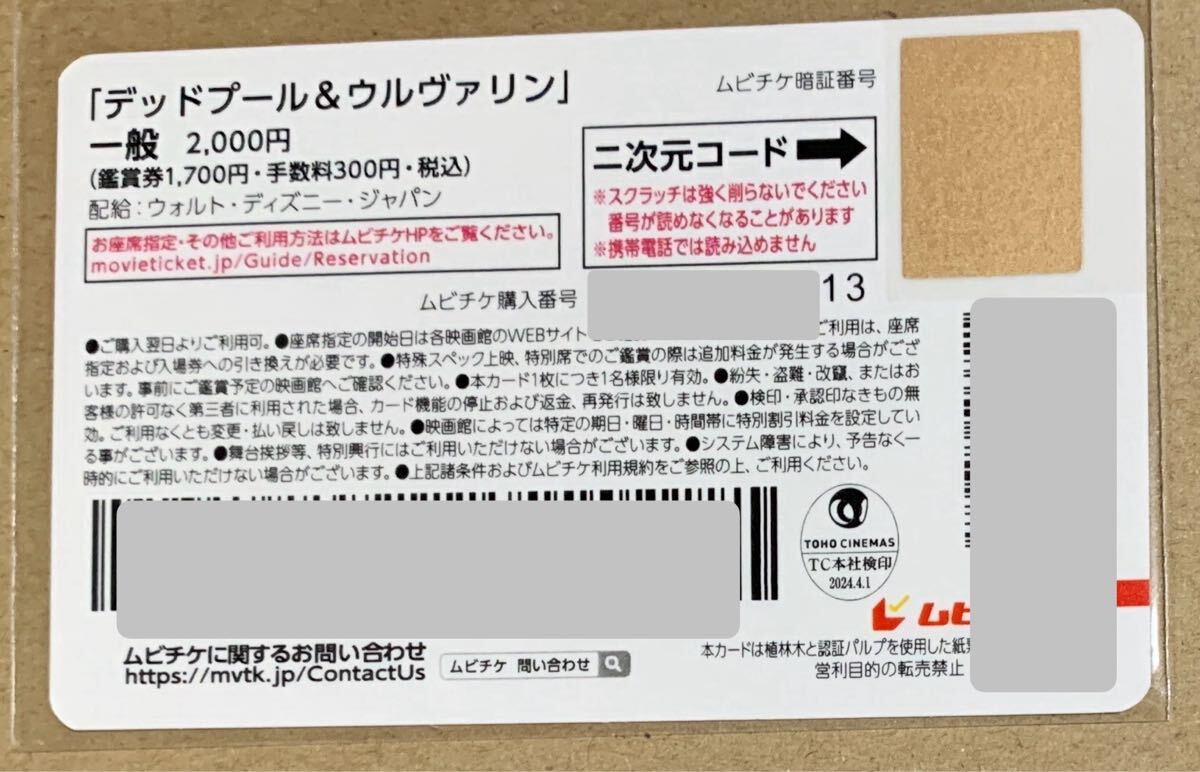 「デッドプール&ウルヴァリン」
一般 2,000円
(鑑賞券1,700円・手数料300円・税込)
配給:ウォルト・ディズニー・ジャパン
お座席指定・その他ご利用方法はムビチケHPをご覧ください。
movieticket.jp/Guide/Reservation
ムビチケ暗証番号
二次元コード➡
※スクラッチは強く削らないでください
番号が読めなくなることがあります
※携帯電話では読み込めません
ムビチケ購入番号
13
●ご購入翌日よりご利用可。●座席指定の開始日は各映画館のWEBサイト
ご利用は、座席
指定および入場券への引き換えが必要です。●特殊スペック上映、特別席でのご鑑賞の際は追加料金が発生する場合がござ
います。事前にご鑑賞予定の映画館へご確認ください。●本カード1枚につき1名様限り有効。●紛失・盗難・改竄、またはお
客様の許可なく第三者に利用された場合、カード機能の停止および返金、再発行は致しません。●検印・承認印なきもの無
効。ご利用なくとも変更・払い戻しは致しません。●映画館によっては特定の期日・曜日・時間帯に特別割引料金を設定してい
る事がございます。●舞台挨拶等、特別興行にはご利用いただけない場合がございます。●システム障害により、予告なく一
時的にご利用いただけない場合がございます。●上記諸条件およびムビチケ利用規約をご参照の上、ご利用ください。
TOHO CINEMAS
TC本社検印
2024.4.1
ムビ
ムビチケに関するお問い合わせ
https://mvtk.jp/ContactUs
ムビチケ 問い合わせ
本カードは植林木と認証パルプを使用した紙
営利目的の転売禁止